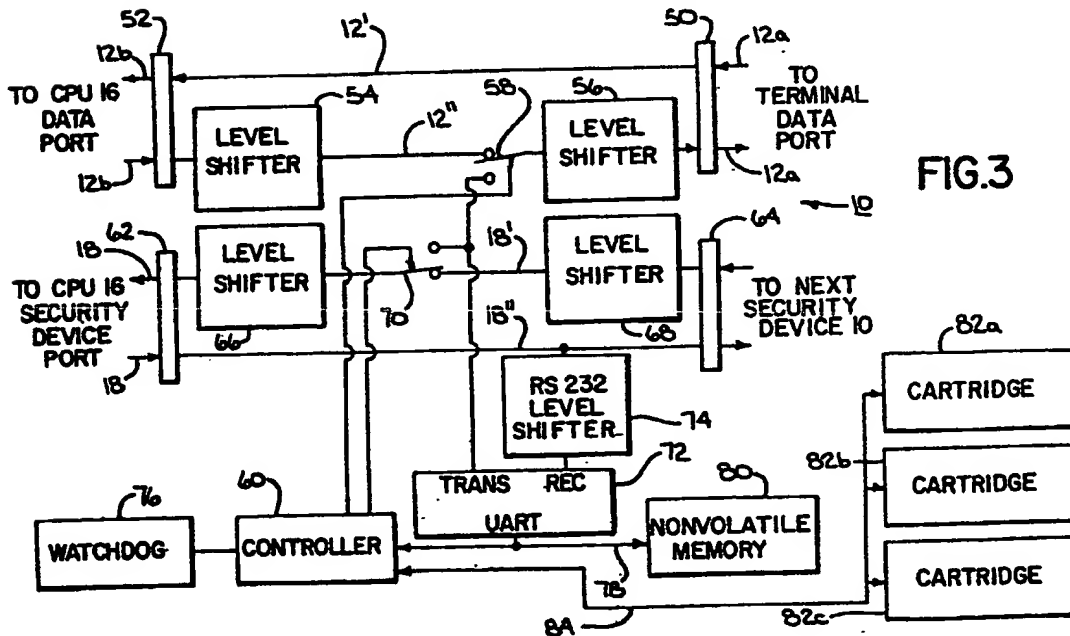 52
12'
50
12b
12a
TO CPU 16
DATA
PORT
54
LEVEL
SHIFTER
12"
58
56
LEVEL
SHIFTER
TO
TERMINAL
DATA
PORT
12b
12a
FIG.3
10
62
18
TO CPU 16
SECURITY
DEVICE
PORT
18
LEVEL
SHIFTER
66
70
18'
18"
LEVEL
SHIFTER
68
64
TO NEXT
SECURITY
DEVICE 10
RS 232
LEVEL
SHIFTER
74
72
TRANS REC
UART
76
WATCHDOG
60
CONTROLLER
80
NONVOLATILE
MEMORY
78
84
82a
CARTRIDGE
82b
CARTRIDGE
CARTRIDGE
82c